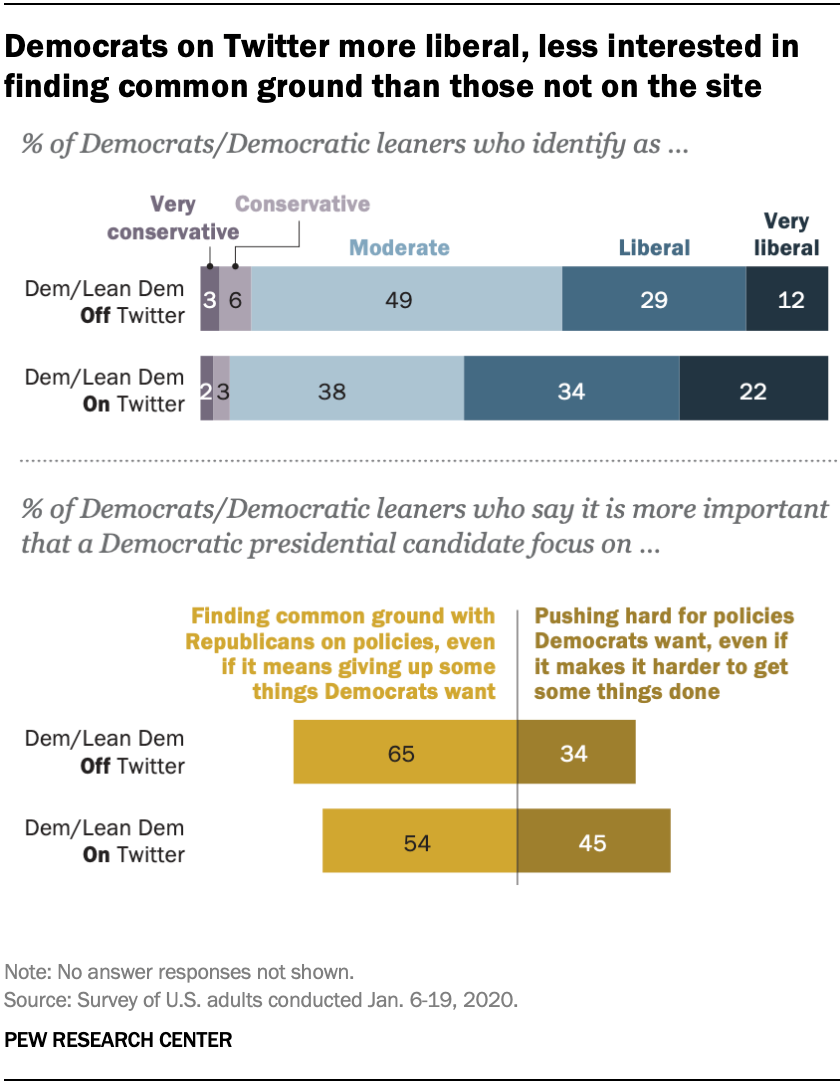 Democrats on Twitter more liberal, less interested in
finding common ground than those not on the site
% of Democrats/Democratic leaners who identify as ...
Very
conservative
Conservative
Moderate
Liberal
Very
liberal
Dem/Lean Dem
Off Twitter
3 6 49 29 12
Dem/Lean Dem
On Twitter
2 3 38 34 22
% of Democrats/Democratic leaners who say it is more important
that a Democratic presidential candidate focus on ...
Finding common ground with
Republicans on policies, even
if it means giving up some
things Democrats want
Pushing hard for policies
Democrats want, even if
it makes it harder to get
some things done
Dem/Lean Dem
Off Twitter
65 34
Dem/Lean Dem
On Twitter
54 45
Note: No answer responses not shown.
Source: Survey of U.S. adults conducted Jan. 6-19, 2020.
PEW RESEARCH CENTER